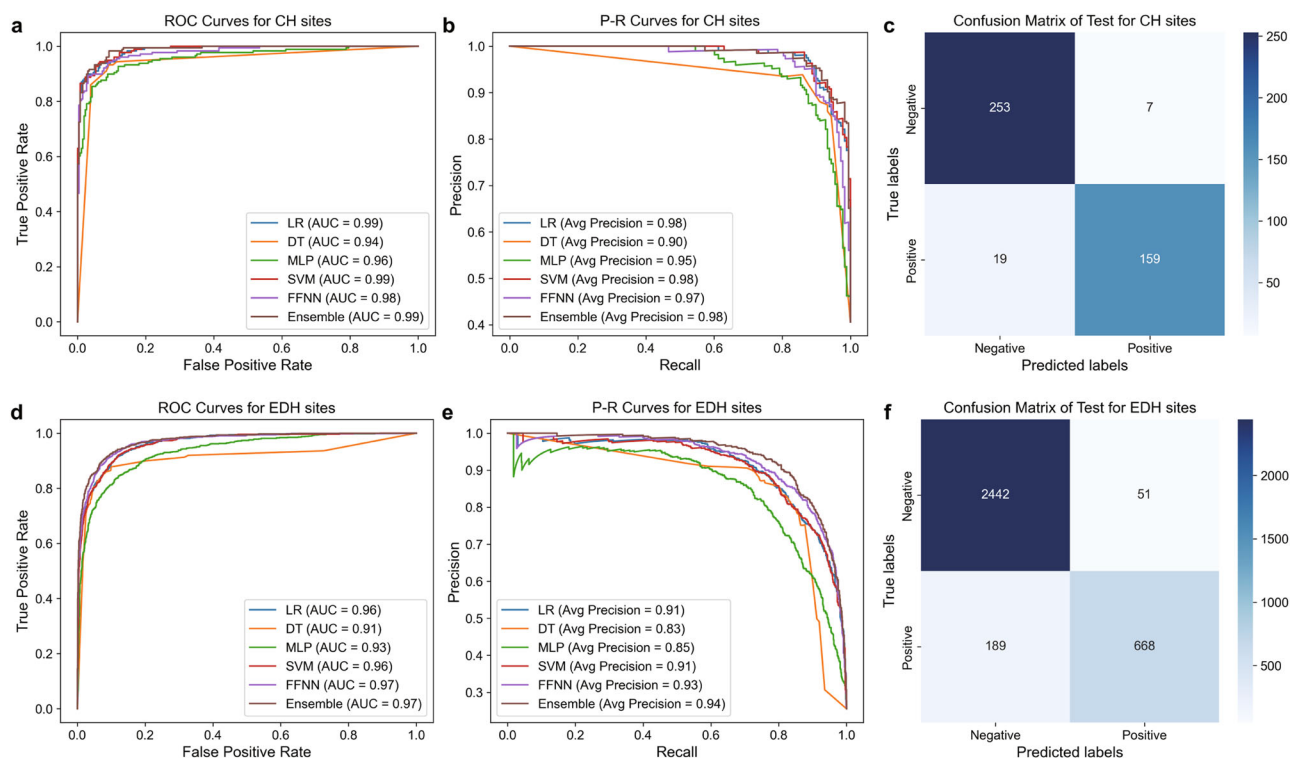 a
ROC Curves for CH sites
True Positive Rate
1.0
0.8
0.6
0.4
0.2
0.0
LR (AUC = 0.99)
DT (AUC = 0.94)
MLP (AUC = 0.96)
SVM (AUC = 0.99)
FFNN (AUC = 0.98)
Ensemble (AUC = 0.99)
0.0 0.2 0.4 0.6 0.8 1.0
False Positive Rate
b
P-R Curves for CH sites
Precision
1.0
0.9
0.8
0.7
0.6
0.5
0.4
LR (Avg Precision = 0.98)
DT (Avg Precision = 0.90)
MLP (Avg Precision = 0.95)
SVM (Avg Precision = 0.98)
FFNN (Avg Precision = 0.97)
Ensemble (Avg Precision = 0.98)
0.0 0.2 0.4 0.6 0.8 1.0
Recall
c
Confusion Matrix of Test for CH sites
True labels
Negative
Positive
253 7
19 159
Negative Positive
Predicted labels
250
200
150
100
50
d
ROC Curves for EDH sites
True Positive Rate
1.0
0.8
0.6
0.4
0.2
0.0
LR (AUC = 0.96)
DT (AUC = 0.91)
MLP (AUC = 0.93)
SVM (AUC = 0.96)
FFNN (AUC = 0.97)
Ensemble (AUC = 0.97)
0.0 0.2 0.4 0.6 0.8 1.0
False Positive Rate
e
P-R Curves for EDH sites
Precision
1.0
0.9
0.8
0.7
0.6
0.5
0.4
0.3
LR (Avg Precision = 0.91)
DT (Avg Precision = 0.83)
MLP (Avg Precision = 0.85)
SVM (Avg Precision = 0.91)
FFNN (Avg Precision = 0.93)
Ensemble (Avg Precision = 0.94)
0.0 0.2 0.4 0.6 0.8 1.0
Recall
f
Confusion Matrix of Test for EDH sites
True labels
Negative
Positive
2442 51
189 668
Negative Positive
Predicted labels
2000
1500
1000
500